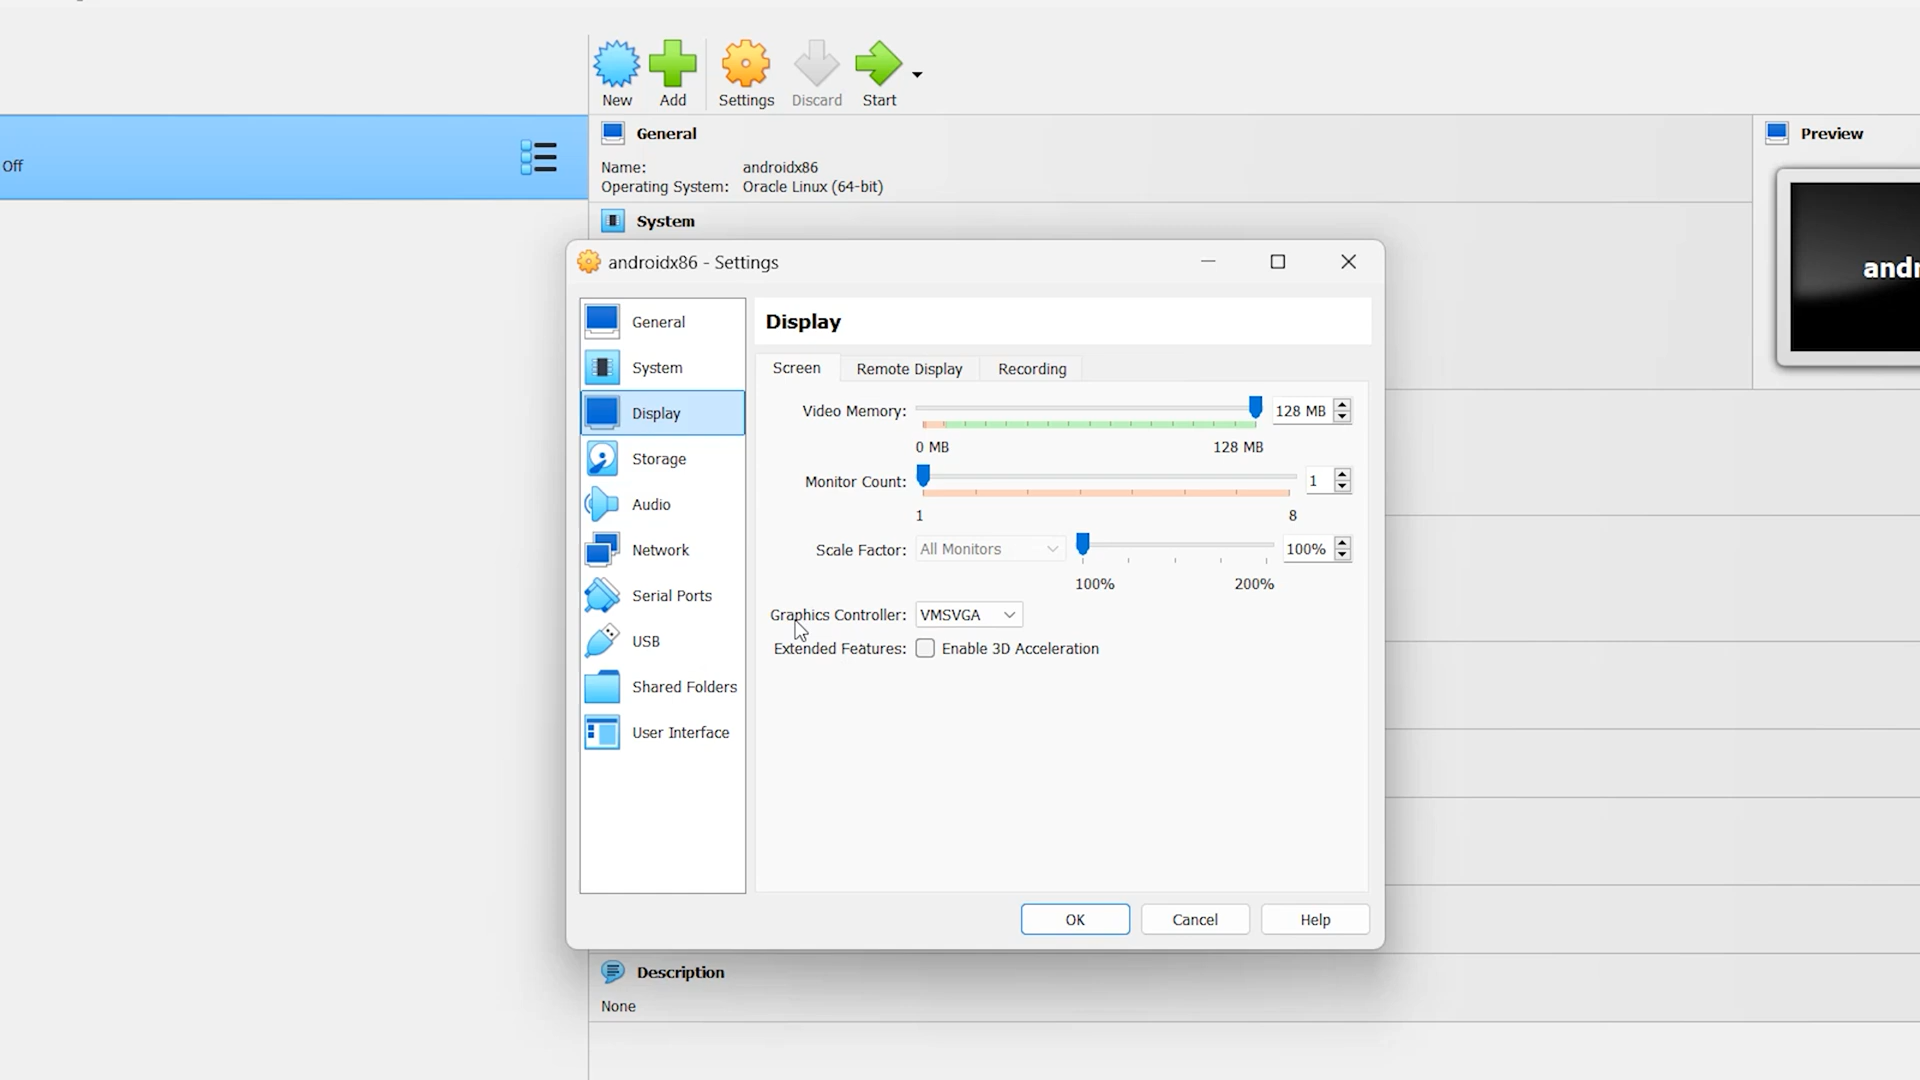 New Add Settings Discard Start
Off
General
Name: androidx86
Operating System: Oracle Linux (64-bit)
System
Preview
andr
androidx86 - Settings
General
System
Display
Storage
Audio
Network
Serial Ports
USB
Shared Folders
User Interface
Display
Screen Remote Display Recording
Video Memory: 128 MB
0 MB 128 MB
Monitor Count: 1
1 8
Scale Factor: All Monitors 100%
100% 200%
Graphics Controller: VMSVGA
Extended Features: Enable 3D Acceleration
OK Cancel Help
Description
None